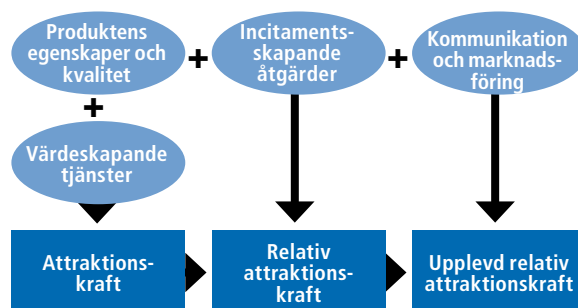 Produktens
egenskaper och
kvalitet
+
Incitaments-
skapande
åtgärder
+
Kommunikation
och marknads-
föring
+
Värdeskapande
tjänster
Attraktions-
kraft
Relativ
attraktions-
kraft
Upplevd relativ
attraktionskraft